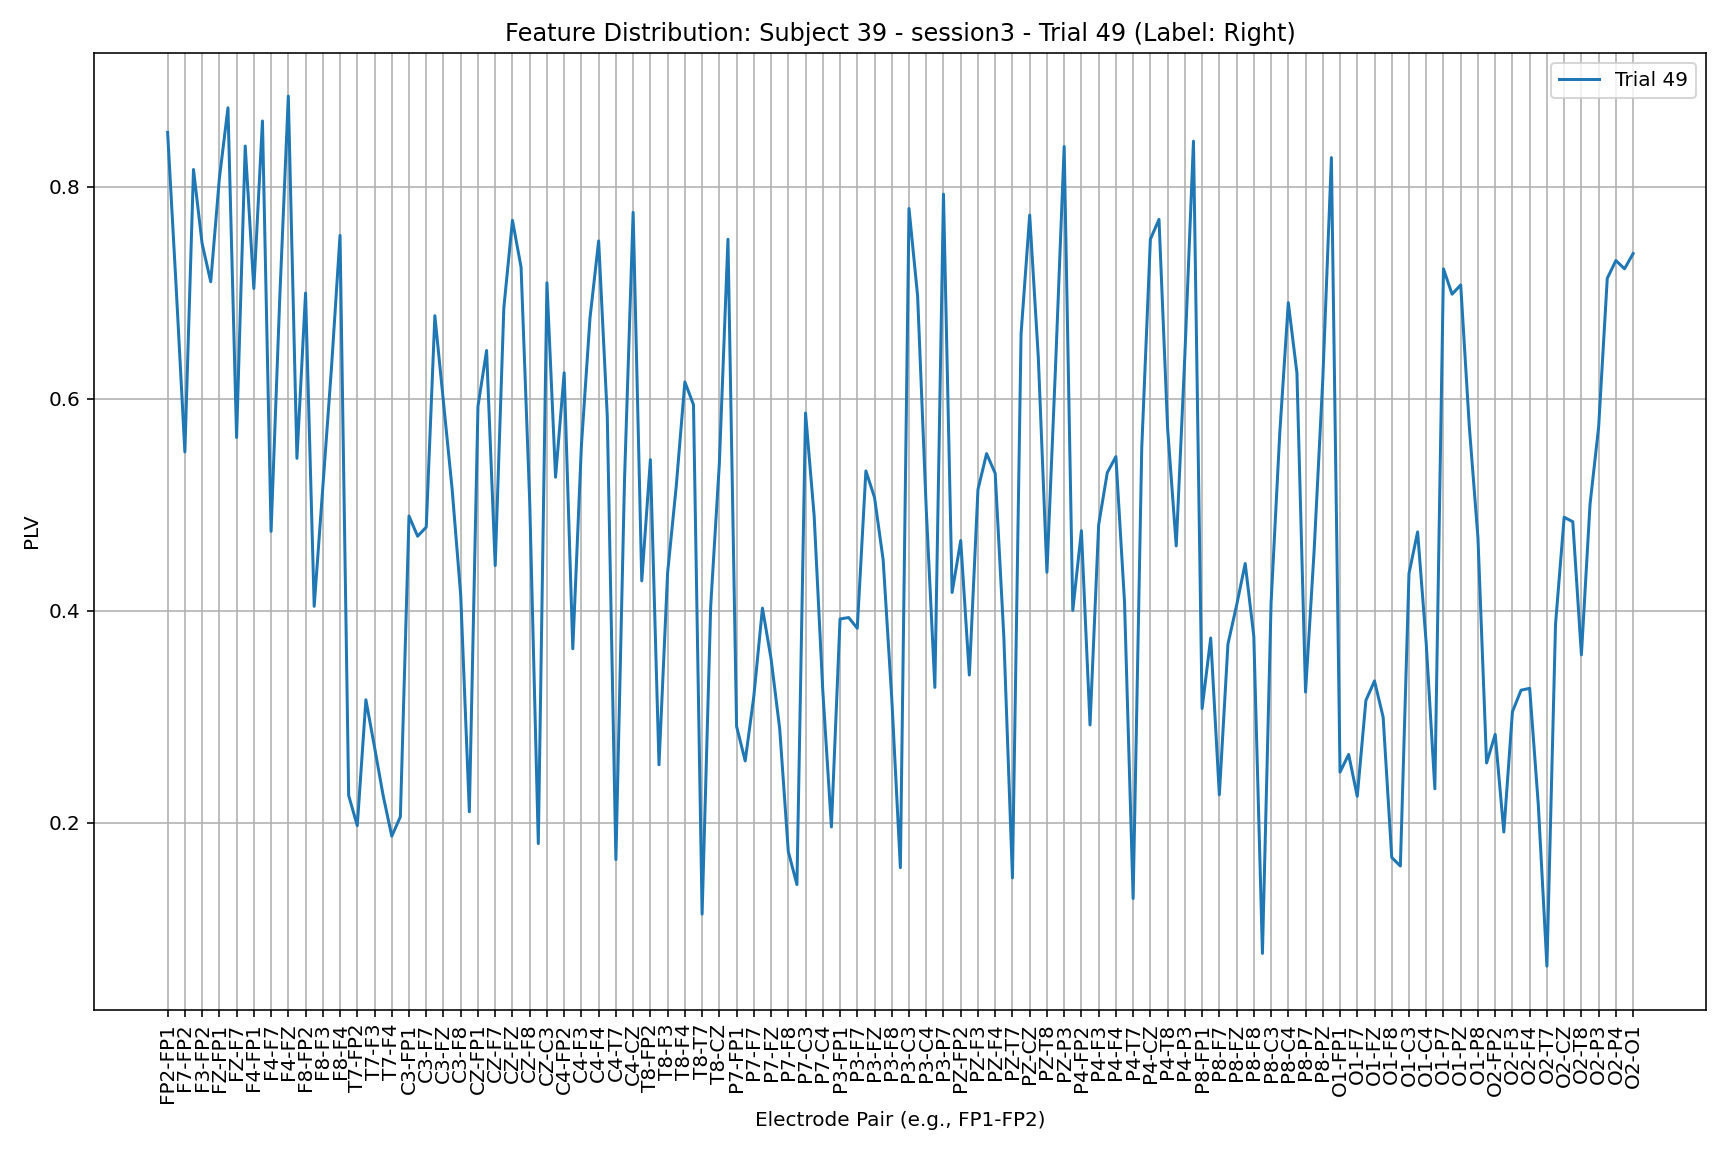 Feature Distribution: Subject 39 - session3 - Trial 49 (Label: Right)
Trial 49
PLV
0.8
0.6
0.4
0.2
FP2-FP1
F7-FP2
F3-FP2
FZ-FP1
FZ-F7
F4-FP1
F4-F7
F4-FZ
F8-FP2
F8-F3
F8-F4
T7-FP2
T7-F3
T7-F4
C3-FP1
C3-F7
C3-FZ
C3-F8
CZ-FP1
CZ-F7
CZ-FZ
CZ-F8
CZ-C3
C4-FP2
C4-F3
C4-F4
C4-T7
C4-CZ
T8-FP2
T8-F3
T8-F4
T8-T7
T8-CZ
P7-FP1
P7-F7
P7-FZ
P7-F8
P7-C3
P7-C4
P3-FP1
P3-F7
P3-FZ
P3-F8
P3-C3
P3-C4
P3-P7
PZ-FP2
PZ-F3
PZ-F4
PZ-T7
PZ-CZ
PZ-T8
PZ-P3
P4-FP2
P4-F3
P4-F4
P4-T7
P4-CZ
P4-T8
P4-P3
P8-FP1
P8-F7
P8-FZ
P8-F8
P8-C3
P8-C4
P8-P7
P8-PZ
O1-FP1
O1-F7
O1-FZ
O1-F8
O1-C3
O1-C4
O1-P7
O1-PZ
O1-P8
O2-FP2
O2-F3
O2-F4
O2-T7
O2-CZ
O2-T8
O2-P3
O2-P4
O2-O1
Electrode Pair (e.g., FP1-FP2)